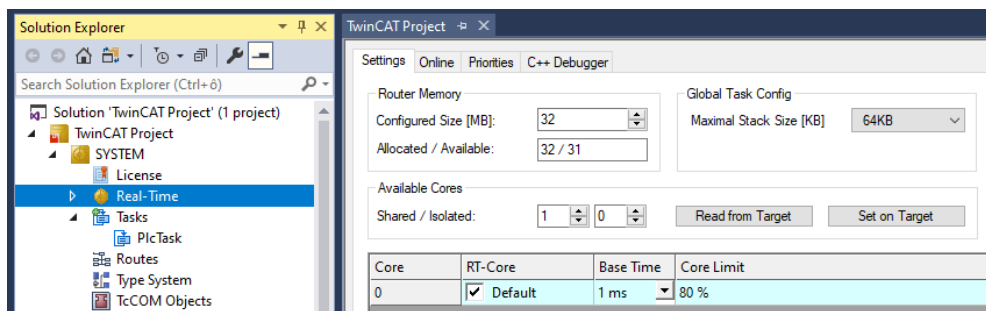 Solution Explorer
Search Solution Explorer (Ctrl+ô)
Solution 'TwinCAT Project' (1 project)
TwinCAT Project
SYSTEM
License
Real-Time
Tasks
PlcTask
Routes
Type System
TcCOM Objects
TwinCAT Project
Settings Online Priorities C++ Debugger
Router Memory
Configured Size [MB]: 32
Allocated / Available: 32 / 31
Global Task Config
Maximal Stack Size [KB] 64KB
Available Cores
Shared / Isolated: 1 0 Read from Target Set on Target
Core RT-Core Base Time Core Limit
0 Default 1 ms 80 %